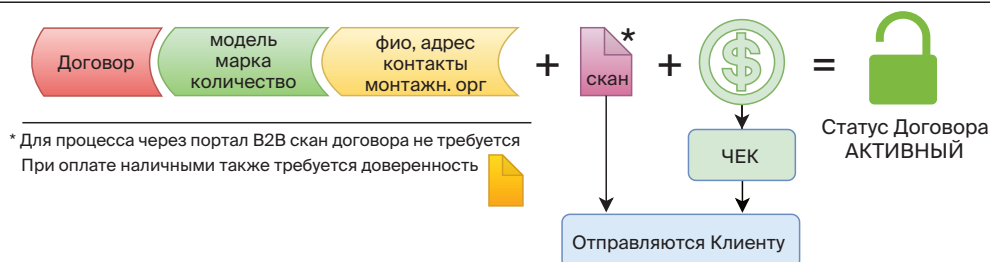 Договор
модель
марка
количество
фио, адрес
контакты
монтажн. орг
+
скан
*
+
$
=
Статус Договора
АКТИВНЫЙ
* Для процесса через портал B2B скан договора не требуется
При оплате наличными также требуется доверенность
ЧЕК
Отправляются Клиенту